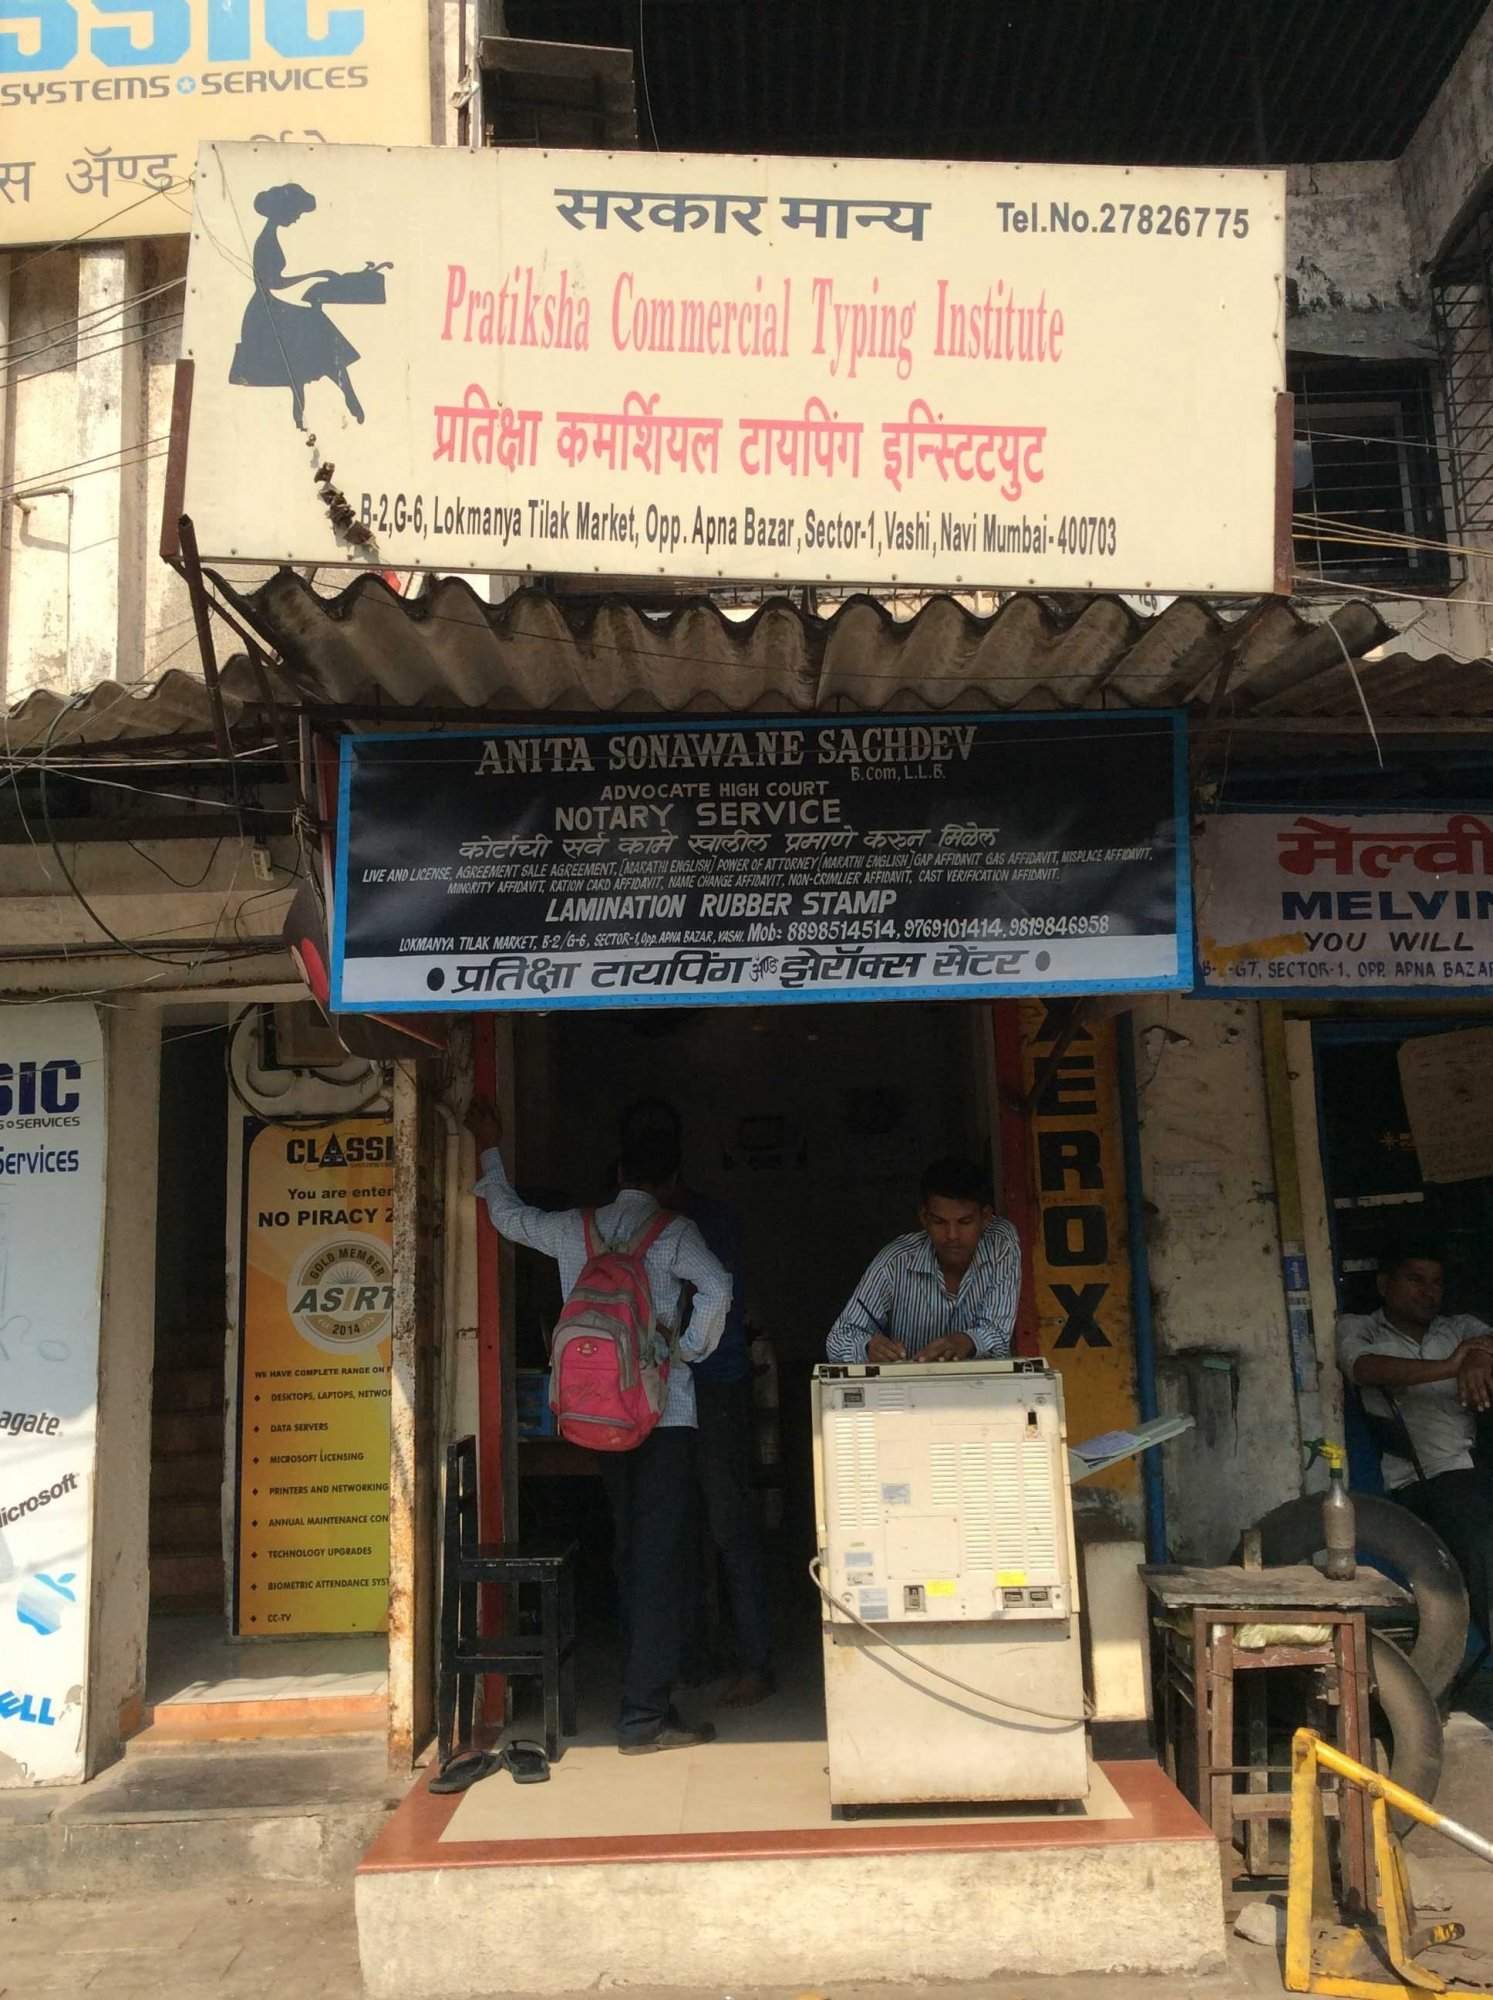 SSIC
SYSTEMS SERVICES
स ॲण्ड
सरकार मान्य
Tel.No.27826775
Pratiksha Commercial Typing Institute
प्रतिक्षा कमर्शियल टायपिंग इन्स्टिटयुट
B-2,G-6, Lokmanya Tilak Market, Opp. Apna Bazar, Sector-1, Vashi, Navi Mumbai- 400703
ANITA SONAWANE SACHDEV
B.Com, L.L.B.
ADVOCATE HIGH COURT
NOTARY SERVICE
कोर्टाची सर्व कामे खालील प्रमाणे करुन मिळेल
LIVE AND LICENSE, AGREEMENT SALE AGREEMENT, [MARATHI ENGLISH] POWER OF ATTORNEY [MARATHI ENGLISH] GAP AFFIDAVIT GAS AFFIDAVIT, MISPLACE AFFIDAVIT,
MINORITY AFFIDAVIT, RATION CARD AFFIDAVIT, NAME CHANGE AFFIDAVIT, NON-CRIMLIER AFFIDAVIT, CAST VERIFICATION AFFIDAVIT.
LAMINATION RUBBER STAMP
LOKMANYA TILAK MARKET, B-2/G-6, SECTOR-1, Opp. APNA BAZAR, VASHI. Mob: 8898514514, 9769101414, 9819846958
• प्रतिक्षा टायपिंग ॲण्ड झेरॉक्स सेंटर •
मेल्वी
MELVIN
YOU WILL
B-2-G7, SECTOR-1, OPP. APNA BAZAR
XEROX
SIC
S SERVICES
Services
agate
icrosoft
ELL
CLASSI
You are enter
NO PIRACY Z
GOLD MEMBER
ASIRT
2014
WE HAVE COMPLETE RANGE ON
DESKTOPS, LAPTOPS, NETWO
DATA SERVERS
MICROSOFT LICENSING
PRINTERS AND NETWORKING
ANNUAL MAINTENANCE CON
TECHNOLOGY UPGRADES
BIOMETRIC ATTENDANCE SYS
CC-TV